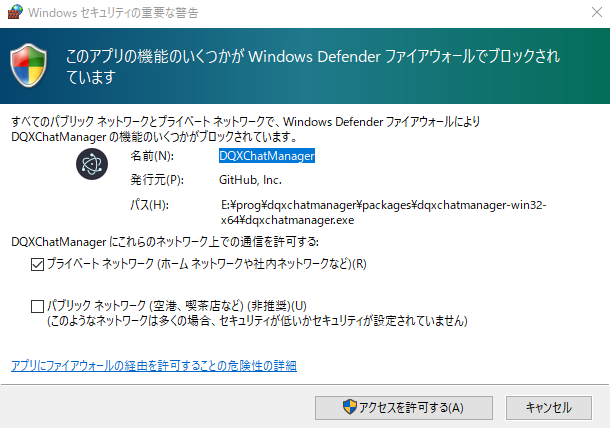 Windows セキュリティの重要な警告
このアプリの機能のいくつかが Windows Defender ファイアウォールでブロックされ
ています
すべてのパブリック ネットワークとプライベート ネットワークで、Windows Defender ファイアウォールにより
DQXChatManager の機能のいくつかがブロックされています。
名前(N): DQXChatManager
発行元(P): GitHub, Inc.
パス(H): E:¥prog¥dqxchatmanager¥packages¥dqxchatmanager-win32-
x64¥dqxchatmanager.exe
DQXChatManager にこれらのネットワーク上での通信を許可する:
プライベート ネットワーク (ホーム ネットワークや社内ネットワークなど)(R)
パブリック ネットワーク (空港、喫茶店など) (非推奨)(U)
(このようなネットワークは多くの場合、セキュリティが低いかセキュリティが設定されていません)
アプリにファイアウォールの経由を許可することの危険性の詳細
アクセスを許可する(A)
キャンセル